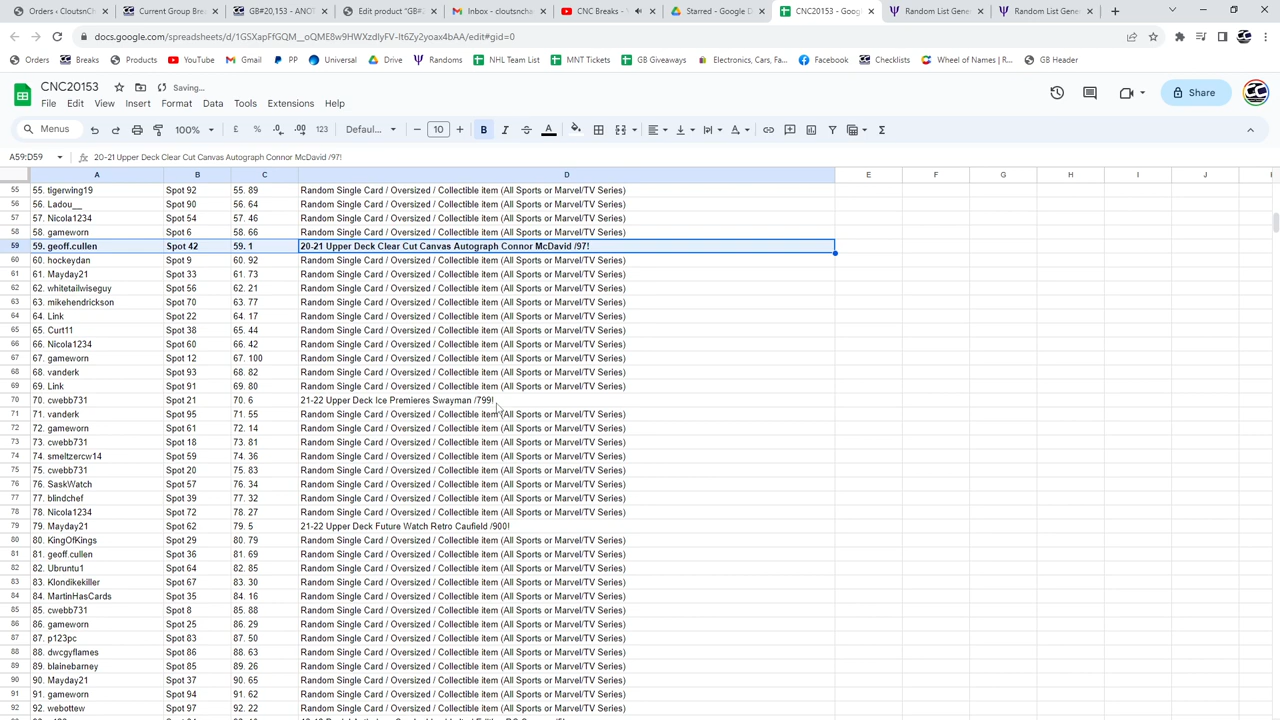 Orders ‹ CloutsnCh
Current Group Bre
GB#20,153 - ANOT
Edit product "GB#
Inbox - cloutsnch
CNC Breaks -
Starred - Google D
CNC20153 - Goog
Random List Gene
Random List Gene
docs.google.com/spreadsheets/d/1GSXapFfGQM__oQME8w9HWXzdlyFV-lt6Zy2yoax4bAA/edit#gid=0
Orders Breaks Products YouTube Gmail PP Universal Drive Randoms NHL Team List MNT Tickets GB Giveaways Electronics, Cars, Fa... Facebook Checklists Wheel of Names | R... GB Header
CNC20153 Saving...
File Edit View Insert Format Data Tools Extensions Help
Share
Menus 100% £ % .0 .00 123 Defaul... 10 B I A
A59:D59 fx 20-21 Upper Deck Clear Cut Canvas Autograph Connor McDavid /97!
A B C D E F G H I J
55 55. tigerwing19 Spot 92 55. 89 Random Single Card / Oversized / Collectible item (All Sports or Marvel/TV Series)
56 56. Ladou__ Spot 90 56. 64 Random Single Card / Oversized / Collectible item (All Sports or Marvel/TV Series)
57 57. Nicola1234 Spot 54 57. 46 Random Single Card / Oversized / Collectible item (All Sports or Marvel/TV Series)
58 58. gameworn Spot 6 58. 66 Random Single Card / Oversized / Collectible item (All Sports or Marvel/TV Series)
59 59. geoff.cullen Spot 42 59. 1 20-21 Upper Deck Clear Cut Canvas Autograph Connor McDavid /97!
60 60. hockeydan Spot 9 60. 92 Random Single Card / Oversized / Collectible item (All Sports or Marvel/TV Series)
61 61. Mayday21 Spot 33 61. 73 Random Single Card / Oversized / Collectible item (All Sports or Marvel/TV Series)
62 62. whitetailwiseguy Spot 56 62. 21 Random Single Card / Oversized / Collectible item (All Sports or Marvel/TV Series)
63 63. mikehendrickson Spot 70 63. 77 Random Single Card / Oversized / Collectible item (All Sports or Marvel/TV Series)
64 64. Link Spot 22 64. 17 Random Single Card / Oversized / Collectible item (All Sports or Marvel/TV Series)
65 65. Curt11 Spot 38 65. 44 Random Single Card / Oversized / Collectible item (All Sports or Marvel/TV Series)
66 66. Nicola1234 Spot 60 66. 42 Random Single Card / Oversized / Collectible item (All Sports or Marvel/TV Series)
67 67. gameworn Spot 12 67. 100 Random Single Card / Oversized / Collectible item (All Sports or Marvel/TV Series)
68 68. vanderk Spot 93 68. 82 Random Single Card / Oversized / Collectible item (All Sports or Marvel/TV Series)
69 69. Link Spot 91 69. 80 Random Single Card / Oversized / Collectible item (All Sports or Marvel/TV Series)
70 70. cwebb731 Spot 21 70. 6 21-22 Upper Deck Ice Premieres Swayman /799!
71 71. vanderk Spot 95 71. 55 Random Single Card / Oversized / Collectible item (All Sports or Marvel/TV Series)
72 72. gameworn Spot 61 72. 14 Random Single Card / Oversized / Collectible item (All Sports or Marvel/TV Series)
73 73. cwebb731 Spot 18 73. 81 Random Single Card / Oversized / Collectible item (All Sports or Marvel/TV Series)
74 74. smeltzercw14 Spot 59 74. 36 Random Single Card / Oversized / Collectible item (All Sports or Marvel/TV Series)
75 75. cwebb731 Spot 20 75. 83 Random Single Card / Oversized / Collectible item (All Sports or Marvel/TV Series)
76 76. SaskWatch Spot 57 76. 34 Random Single Card / Oversized / Collectible item (All Sports or Marvel/TV Series)
77 77. blindchef Spot 39 77. 32 Random Single Card / Oversized / Collectible item (All Sports or Marvel/TV Series)
78 78. Nicola1234 Spot 72 78. 27 Random Single Card / Oversized / Collectible item (All Sports or Marvel/TV Series)
79 79. Mayday21 Spot 62 79. 5 21-22 Upper Deck Future Watch Retro Caufield /900!
80 80. KingOfKings Spot 29 80. 79 Random Single Card / Oversized / Collectible item (All Sports or Marvel/TV Series)
81 81. geoff.cullen Spot 36 81. 69 Random Single Card / Oversized / Collectible item (All Sports or Marvel/TV Series)
82 82. Ubruntu1 Spot 64 82. 85 Random Single Card / Oversized / Collectible item (All Sports or Marvel/TV Series)
83 83. Klondikekiller Spot 67 83. 30 Random Single Card / Oversized / Collectible item (All Sports or Marvel/TV Series)
84 84. MartinHasCards Spot 35 84. 16 Random Single Card / Oversized / Collectible item (All Sports or Marvel/TV Series)
85 85. cwebb731 Spot 8 85. 88 Random Single Card / Oversized / Collectible item (All Sports or Marvel/TV Series)
86 86. gameworn Spot 25 86. 29 Random Single Card / Oversized / Collectible item (All Sports or Marvel/TV Series)
87 87. p123pc Spot 83 87. 50 Random Single Card / Oversized / Collectible item (All Sports or Marvel/TV Series)
88 88. dwcgyflames Spot 86 88. 63 Random Single Card / Oversized / Collectible item (All Sports or Marvel/TV Series)
89 89. blainebarney Spot 85 89. 26 Random Single Card / Oversized / Collectible item (All Sports or Marvel/TV Series)
90 90. Mayday21 Spot 37 90. 65 Random Single Card / Oversized / Collectible item (All Sports or Marvel/TV Series)
91 91. gameworn Spot 94 91. 62 Random Single Card / Oversized / Collectible item (All Sports or Marvel/TV Series)
92 92. webottew Spot 97 92. 22 Random Single Card / Oversized / Collectible item (All Sports or Marvel/TV Series)